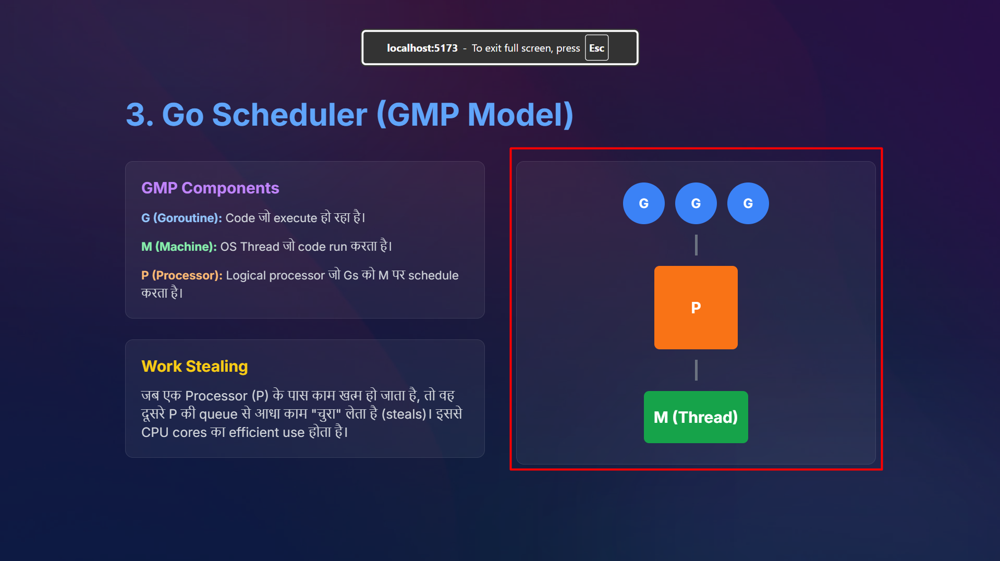 localhost:5173 - To exit full screen, press Esc
3. Go Scheduler (GMP Model)
GMP Components
G (Goroutine): Code जो execute हो रहा है।
M (Machine): OS Thread जो code run करता है।
P (Processor): Logical processor जो Gs को M पर schedule
करता है।
Work Stealing
जब एक Processor (P) के पास काम खत्म हो जाता है, तो वह
दूसरे P की queue से आधा काम "चुरा" लेता है (steals)। इससे
CPU cores का efficient use होता है।
G G G
P
M (Thread)